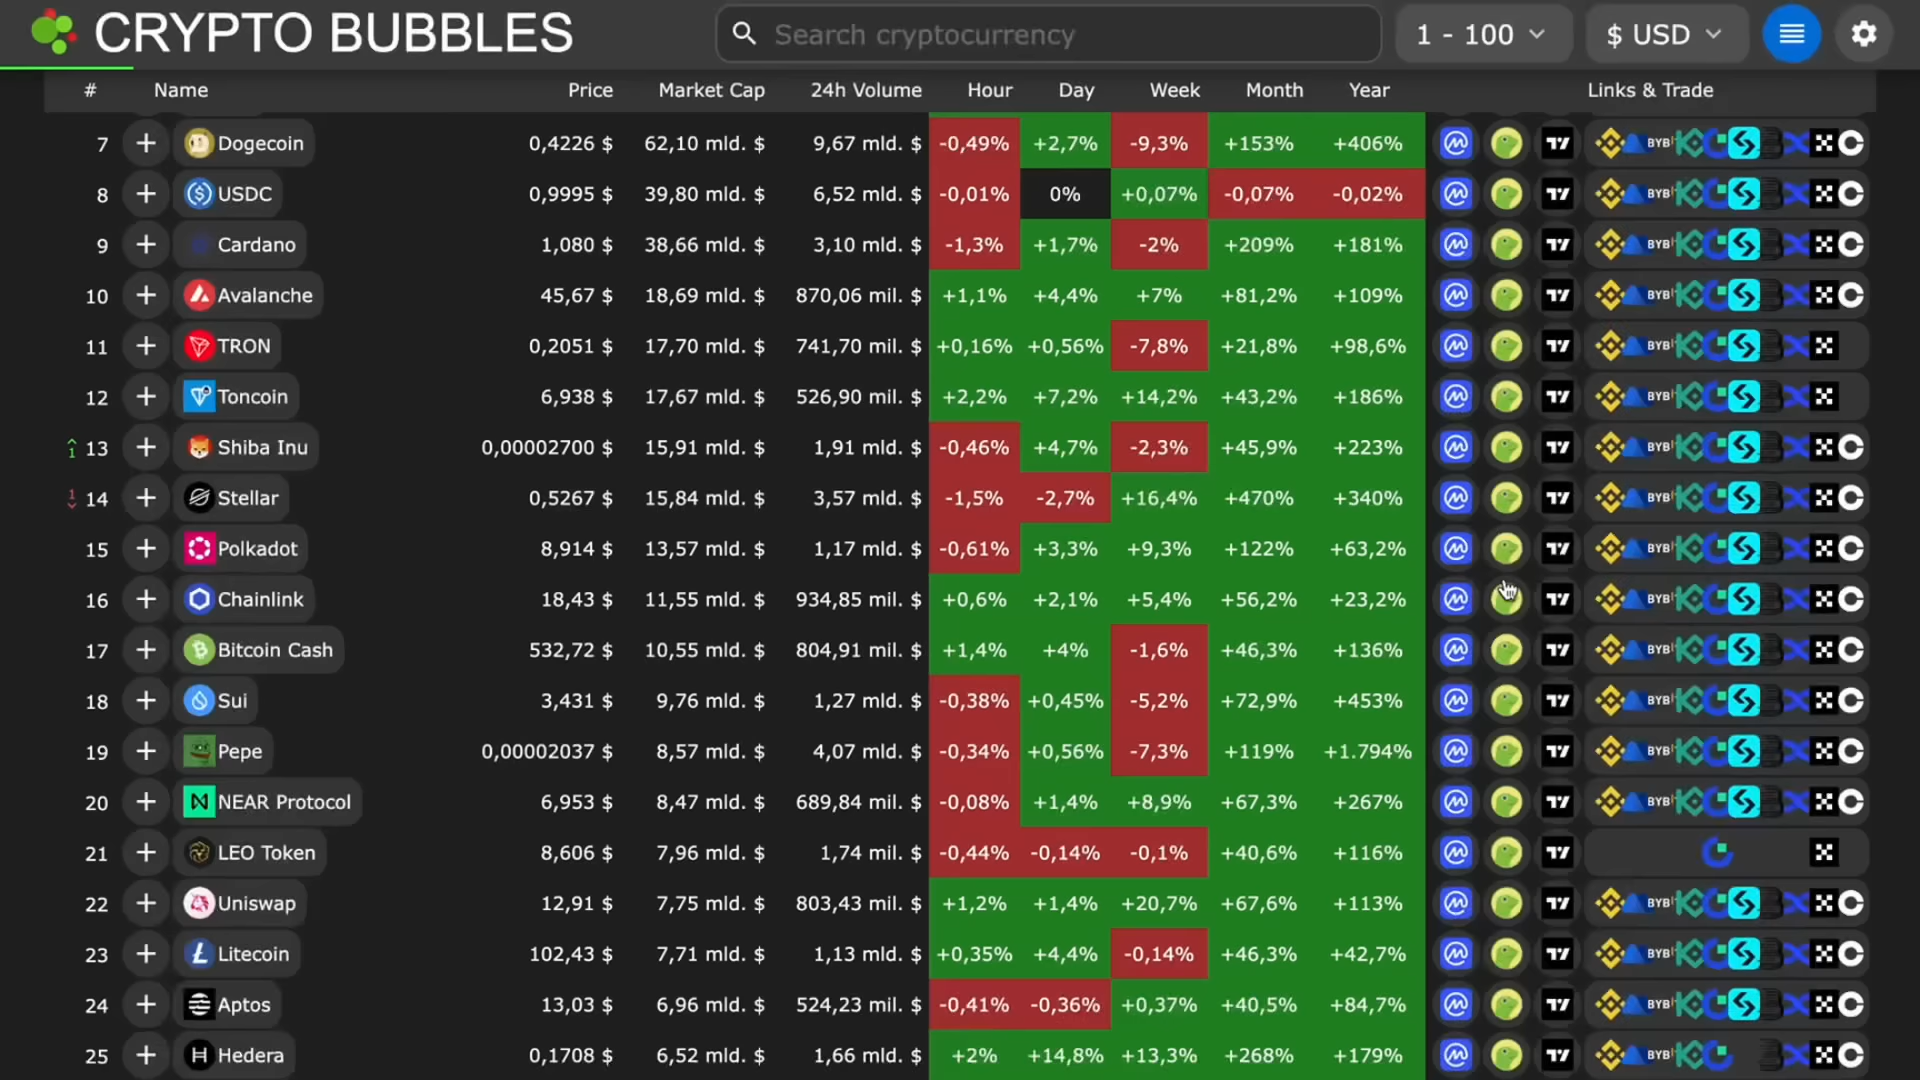 CRYPTO BUBBLES Search cryptocurrency 1 - 100 $ USD
# Name Price Market Cap 24h Volume Hour Day Week Month Year Links & Trade
7 Dogecoin 0,4226 $ 62,10 mld. $ 9,67 mld. $ -0,49% +2,7% -9,3% +153% +406% BYB
8 USDC 0,9995 $ 39,80 mld. $ 6,52 mld. $ -0,01% 0% +0,07% -0,07% -0,02% BYB
9 Cardano 1,080 $ 38,66 mld. $ 3,10 mld. $ -1,3% +1,7% -2% +209% +181% BYB
10 Avalanche 45,67 $ 18,69 mld. $ 870,06 mil. $ +1,1% +4,4% +7% +81,2% +109% BYB
11 TRON 0,2051 $ 17,70 mld. $ 741,70 mil. $ +0,16% +0,56% -7,8% +21,8% +98,6% BYB
12 Toncoin 6,938 $ 17,67 mld. $ 526,90 mil. $ +2,2% +7,2% +14,2% +43,2% +186% BYB
1 13 Shiba Inu 0,00002700 $ 15,91 mld. $ 1,91 mld. $ -0,46% +4,7% -2,3% +45,9% +223% BYB
1 14 Stellar 0,5267 $ 15,84 mld. $ 3,57 mld. $ -1,5% -2,7% +16,4% +470% +340% BYB
15 Polkadot 8,914 $ 13,57 mld. $ 1,17 mld. $ -0,61% +3,3% +9,3% +122% +63,2% BYB
16 Chainlink 18,43 $ 11,55 mld. $ 934,85 mil. $ +0,6% +2,1% +5,4% +56,2% +23,2% BYB
17 Bitcoin Cash 532,72 $ 10,55 mld. $ 804,91 mil. $ +1,4% +4% -1,6% +46,3% +136% BYB
18 Sui 3,431 $ 9,76 mld. $ 1,27 mld. $ -0,38% +0,45% -5,2% +72,9% +453% BYB
19 Pepe 0,00002037 $ 8,57 mld. $ 4,07 mld. $ -0,34% +0,56% -7,3% +119% +1.794% BYB
20 NEAR Protocol 6,953 $ 8,47 mld. $ 689,84 mil. $ -0,08% +1,4% +8,9% +67,3% +267% BYB
21 LEO Token 8,606 $ 7,96 mld. $ 1,74 mil. $ -0,44% -0,14% -0,1% +40,6% +116%
22 Uniswap 12,91 $ 7,75 mld. $ 803,43 mil. $ +1,2% +1,4% +20,7% +67,6% +113% BYB
23 Litecoin 102,43 $ 7,71 mld. $ 1,13 mld. $ +0,35% +4,4% -0,14% +46,3% +42,7% BYB
24 Aptos 13,03 $ 6,96 mld. $ 524,23 mil. $ -0,41% -0,36% +0,37% +40,5% +84,7% BYB
25 Hedera 0,1708 $ 6,52 mld. $ 1,66 mld. $ +2% +14,8% +13,3% +268% +179% BYB